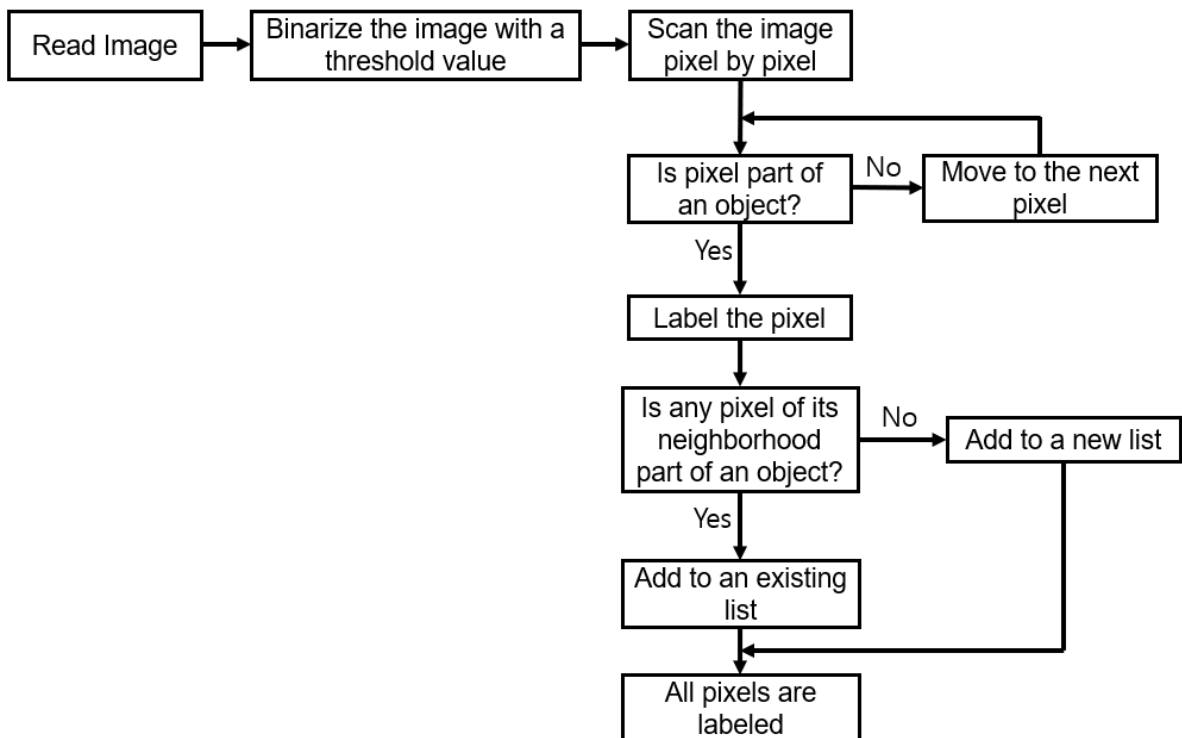 Read Image
Binarize the image with a
threshold value
Scan the image
pixel by pixel
Is pixel part of
an object?
No
Move to the next
pixel
Yes
Label the pixel
Is any pixel of its
neighborhood
part of an object?
No
Add to a new list
Yes
Add to an existing
list
All pixels are
labeled